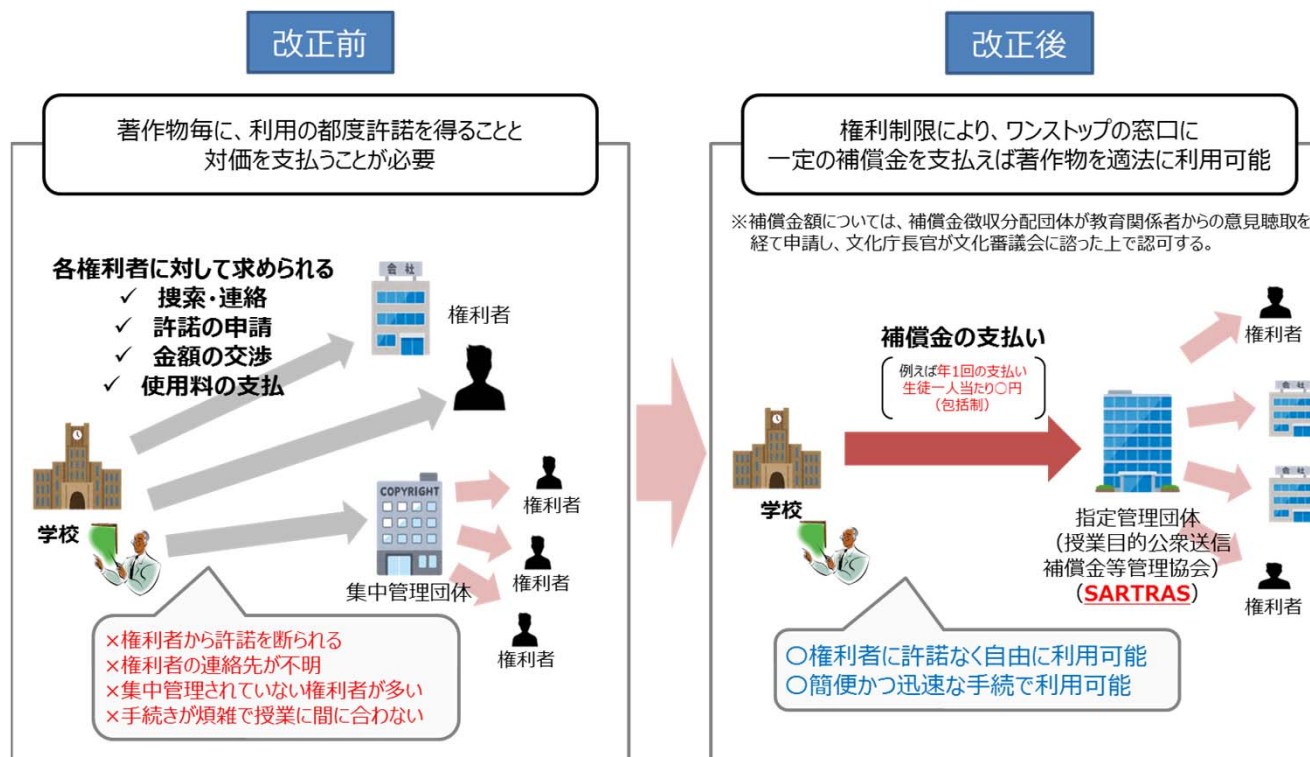 改正前
著作物毎に、利用の都度許諾を得ることと
対価を支払うことが必要
各権利者に対して求められる
✓ 捜索・連絡
✓ 許諾の申請
✓ 金額の交渉
✓ 使用料の支払
会社
権利者
学校
COPYRIGHT
集中管理団体
権利者
権利者
権利者
×権利者から許諾を断られる
×権利者の連絡先が不明
×集中管理されていない権利者が多い
×手続きが煩雑で授業に間に合わない
改正後
権利制限により、ワンストップの窓口に
一定の補償金を支払えば著作物を適法に利用可能
※補償金額については、補償金徴収分配団体が教育関係者からの意見聴取を
経て申請し、文化庁長官が文化審議会に諮った上で認可する。
補償金の支払い
例えば年1回の支払い
生徒一人当たり○円
（包括制）
学校
指定管理団体
（授業目的公衆送信
補償金等管理協会）
（SARTRAS）
権利者
会社
会社
権利者
○権利者に許諾なく自由に利用可能
○簡便かつ迅速な手続で利用可能